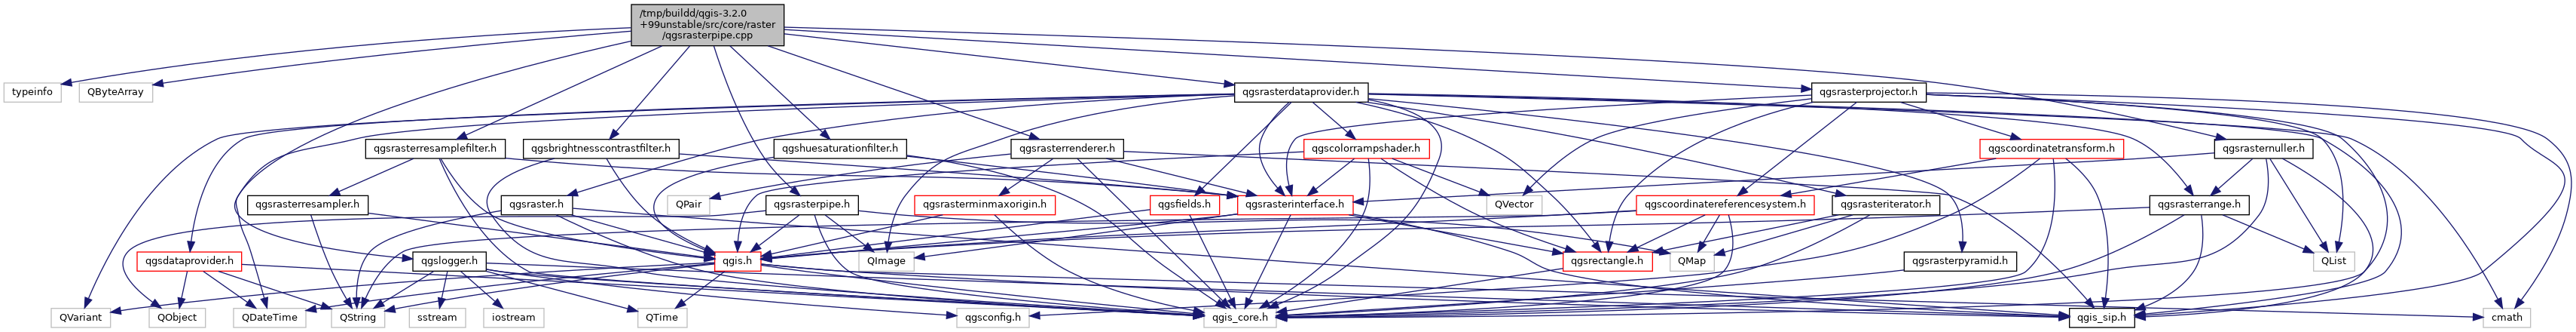 /tmp/buildd/qgis-3.2.0
+99unstable/src/core/raster
/qgsrasterpipe.cpp
typeinfo
QByteArray
qgsrasterdataprovider.h
qgsrasterprojector.h
qgsrasterresamplefilter.h
qgsbrightnesscontrastfilter.h
qgshuesaturationfilter.h
qgsrasterrenderer.h
qgscolorrampshader.h
qgscoordinatetransform.h
qgsrasternuller.h
qgsrasterresampler.h
qgsraster.h
QPair
qgsrasterpipe.h
qgsrasterminmaxorigin.h
qgsfields.h
qgsrasterinterface.h
QVector
qgscoordinatereferencesystem.h
qgsrasteriterator.h
qgsrasterrange.h
qgsdataprovider.h
qgslogger.h
qgis.h
QImage
qgsrectangle.h
QMap
qgsrasterpyramid.h
QList
QVariant
QObject
QDateTime
QString
sstream
iostream
QTime
qgsconfig.h
qgis_core.h
qgis_sip.h
cmath